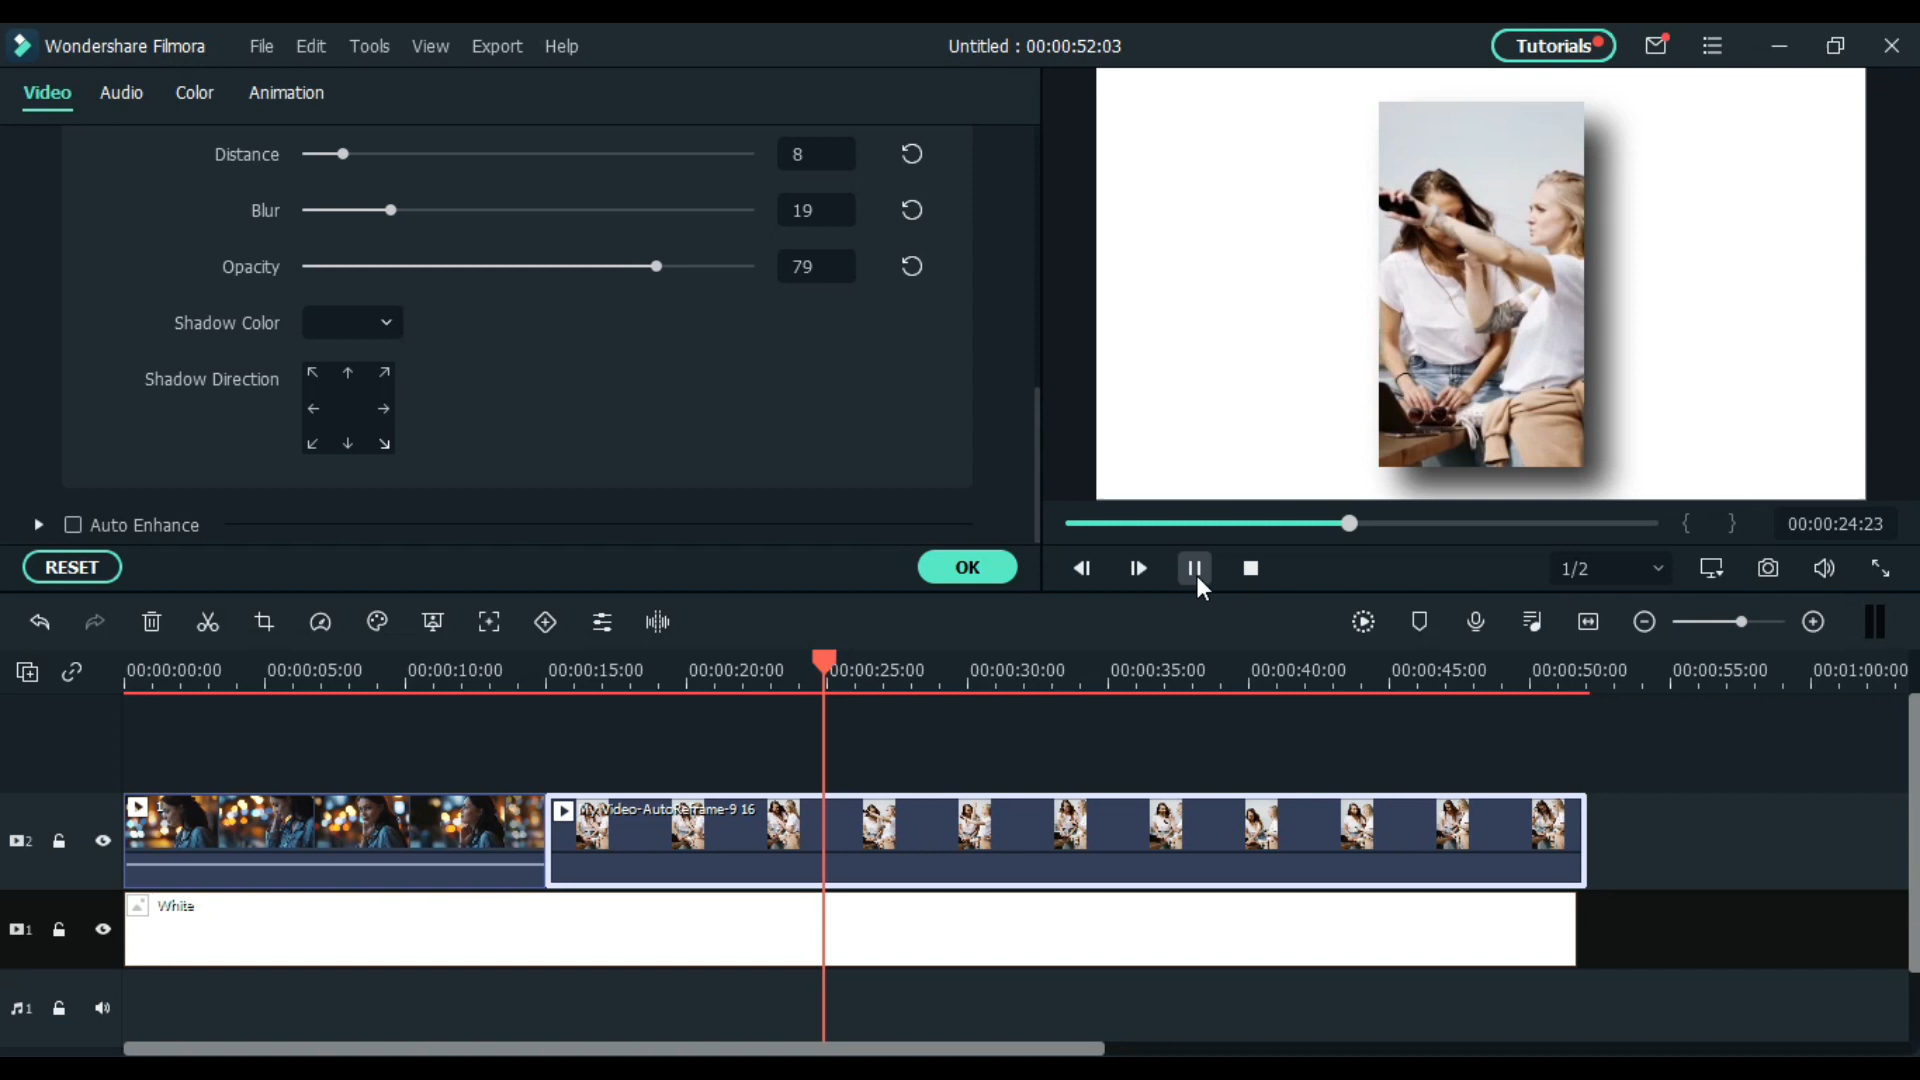 Wondershare Filmora File Edit Tools View Export Help Untitled : 00:00:52:03 Tutorials
Video Audio Color Animation
Distance 8
Blur 19
Opacity 79
Shadow Color
Shadow Direction
Auto Enhance
00:00:24:23
RESET OK
1/2
00:00:00:00 00:00:05:00 00:00:10:00 00:00:15:00 00:00:20:00 00:00:25:00 00:00:30:00 00:00:35:00 00:00:40:00 00:00:45:00 00:00:50:00 00:00:55:00 00:01:00:00
1 My Video-AutoReframe-9 16
2
White
1
1